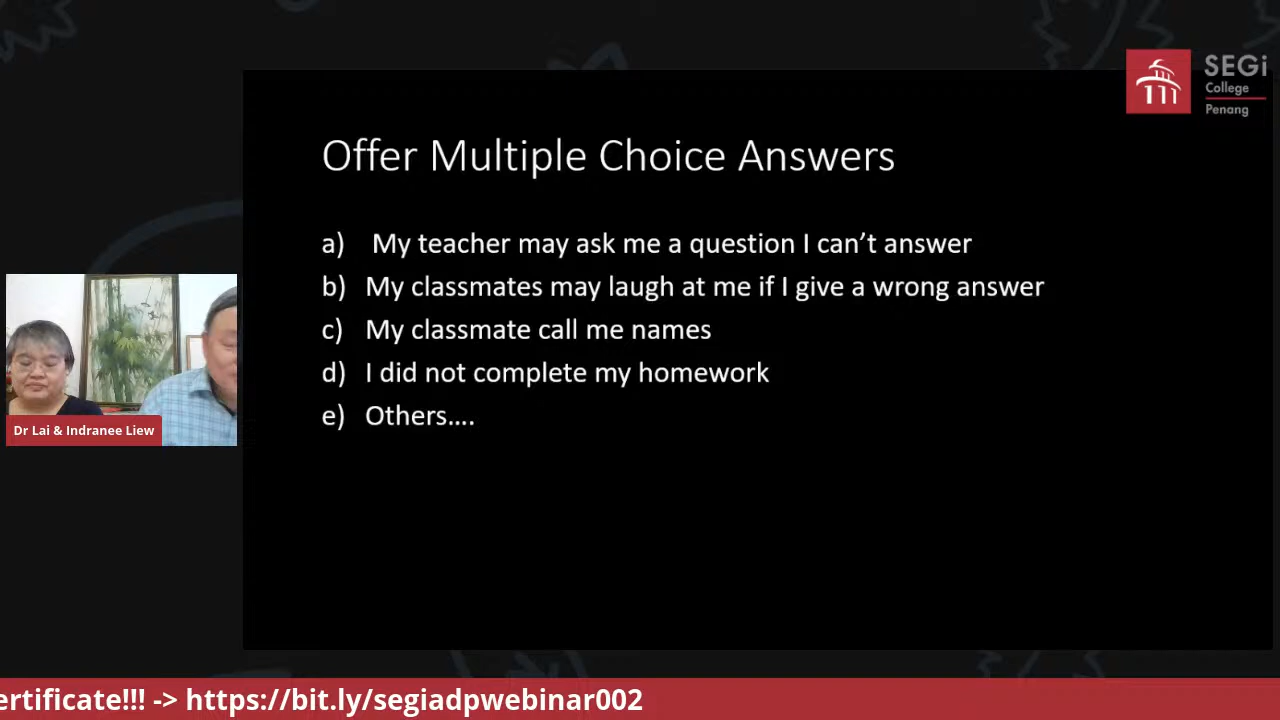 SEGi
College
Penang
Offer Multiple Choice Answers
a) My teacher may ask me a question I can’t answer
b) My classmates may laugh at me if I give a wrong answer
c) My classmate call me names
d) I did not complete my homework
e) Others....
Dr Lai & Indranee Liew
ertificate!!! -> https://bit.ly/segiadpwebinar002